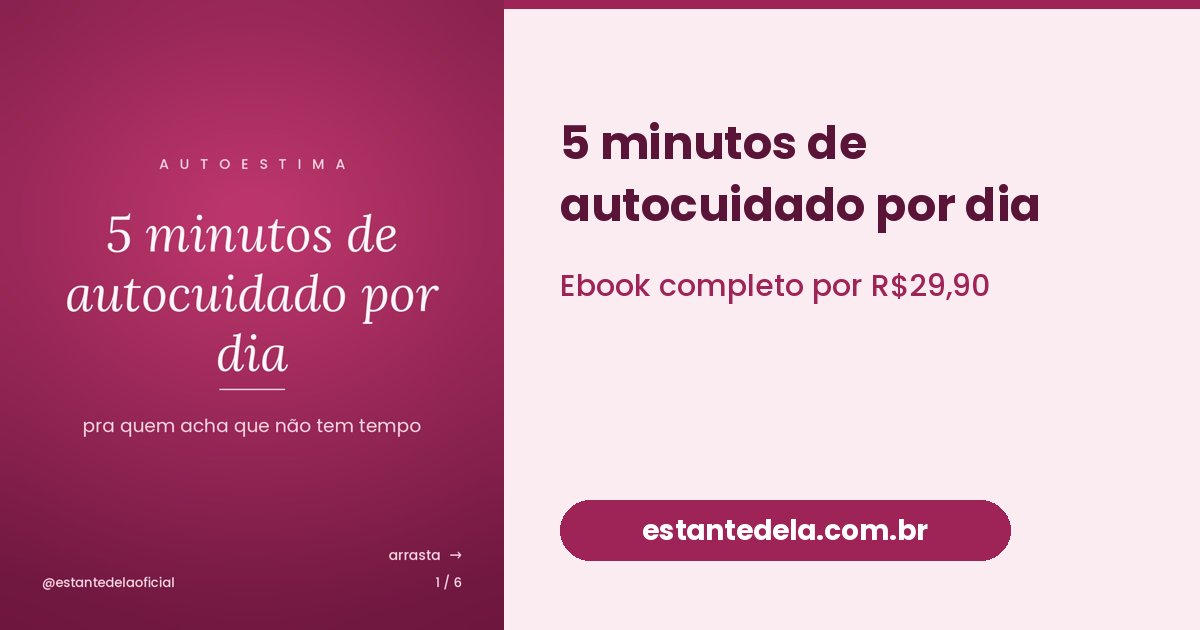 AUTOESTIMA
5 minutos de
autocuidado por
dia
pra quem acha que não tem tempo
arrasta →
@estantedelaoficial
1 / 6
5 minutos de
autocuidado por dia
Ebook completo por R$29,90
estantedela.com.br